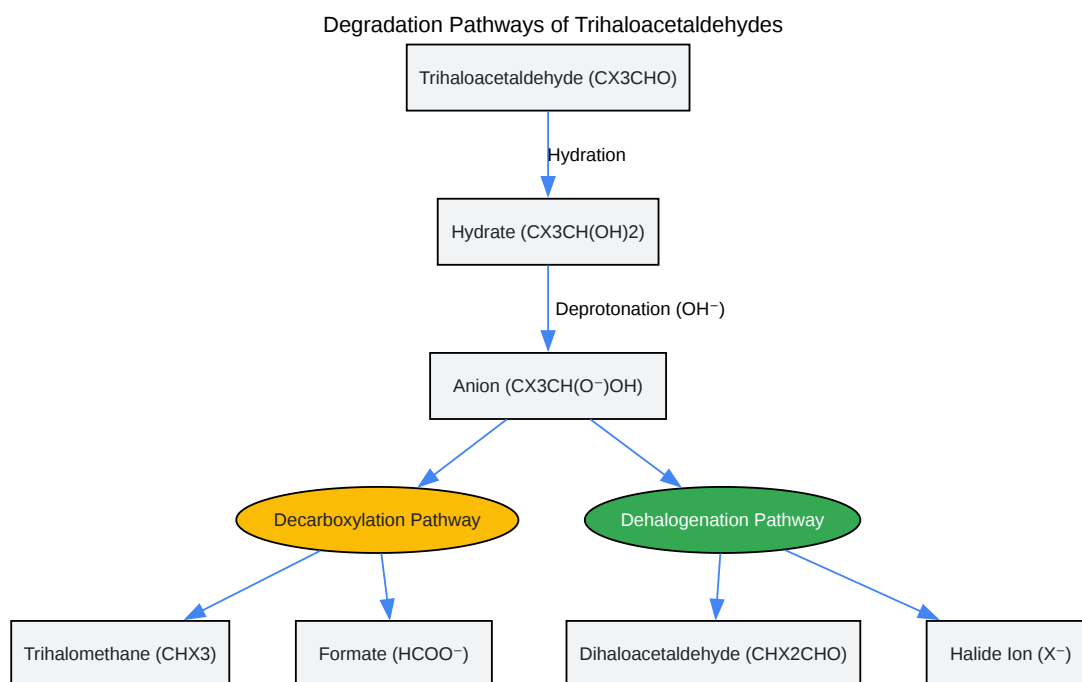 Degradation Pathways of Trihaloacetaldehydes
Trihaloacetaldehyde (CX3CHO)
Hydration
Hydrate (CX3CH(OH)2)
Deprotonation (OH⁻)
Anion (CX3CH(O⁻)OH)
Decarboxylation Pathway
Dehalogenation Pathway
Trihalomethane (CHX3)
Formate (HCOO⁻)
Dihaloacetaldehyde (CHX2CHO)
Halide Ion (X⁻)